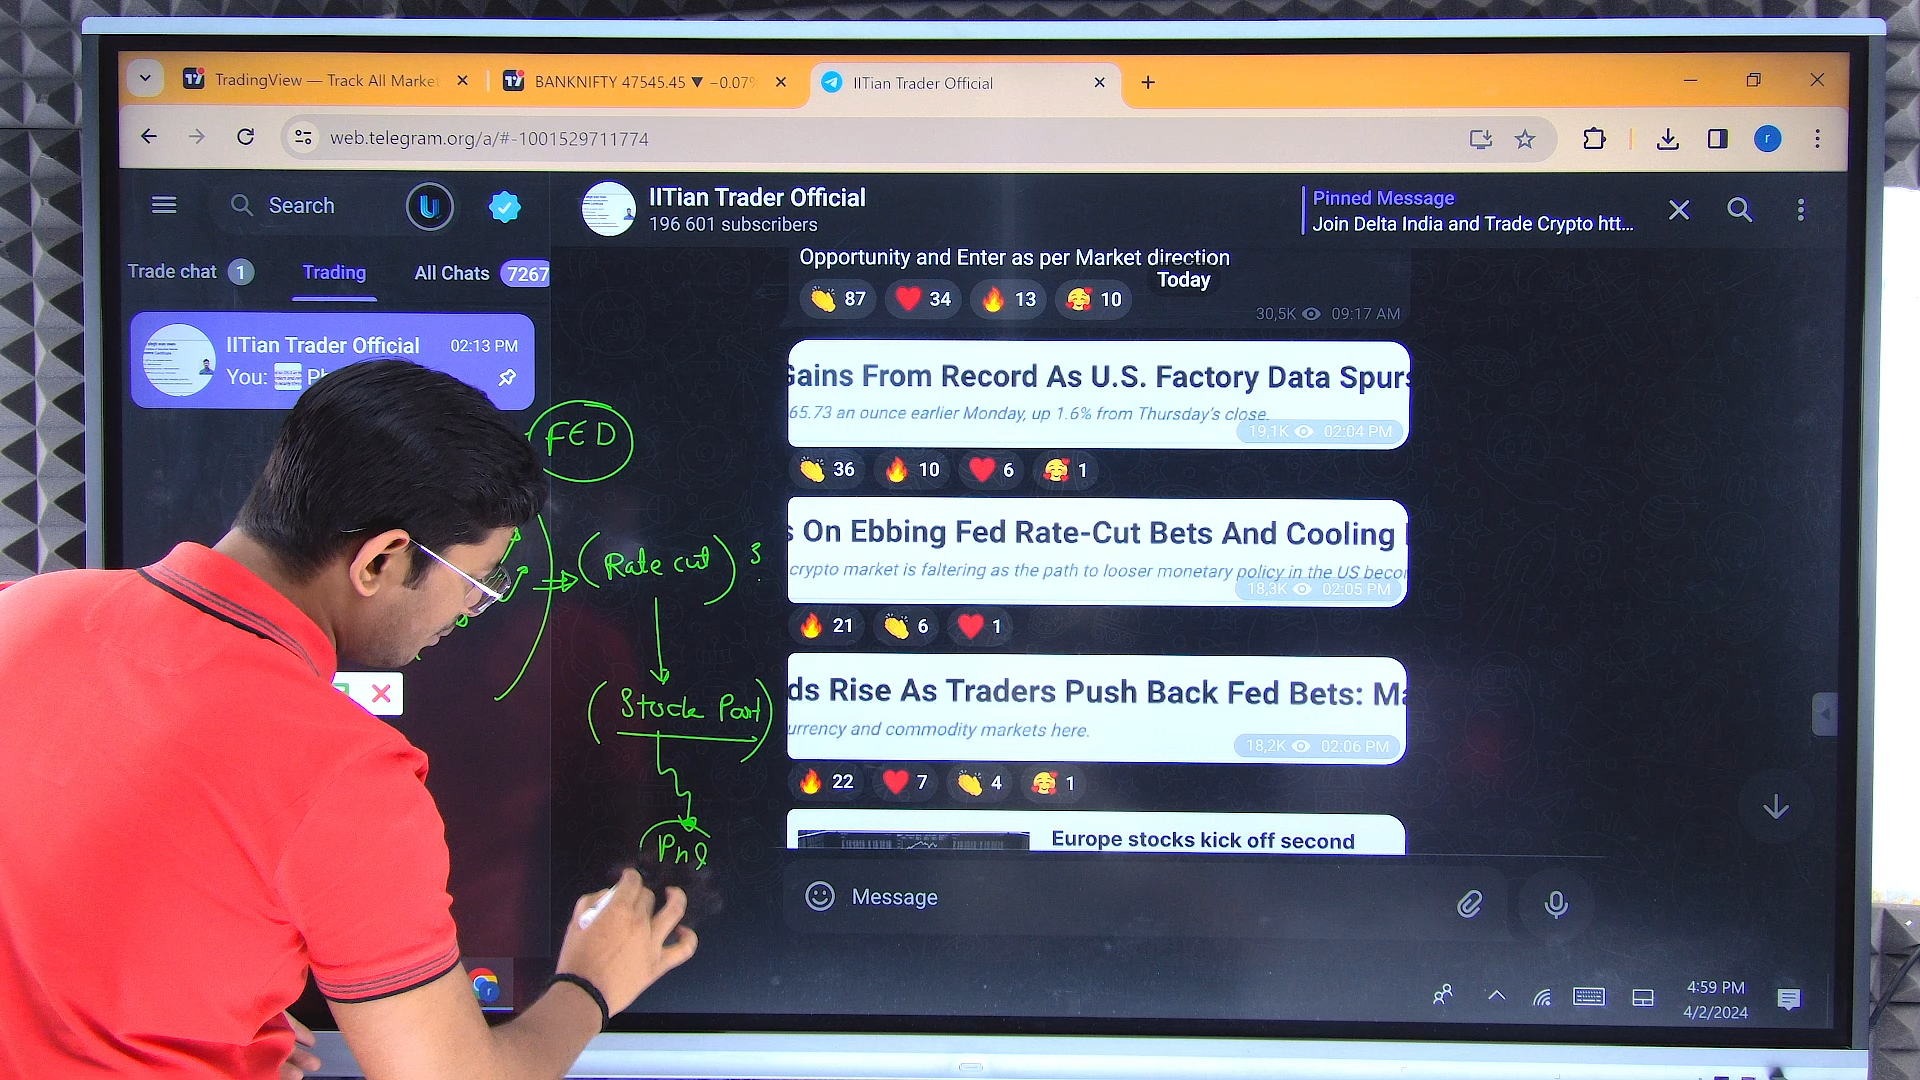 TradingView — Track All Market
BANKNIFTY 47545.45 ▼ −0.07%
IITian Trader Official
web.telegram.org/a/#-1001529711774
r
Search
IITian Trader Official
196 601 subscribers
Pinned Message
Join Delta India and Trade Crypto htt...
Trade chat 1
Trading
All Chats 7267
IITian Trader Official 02:13 PM
You:
Opportunity and Enter as per Market direction
Today
87 34 13 10
30,5K 09:17 AM
Gains From Record As U.S. Factory Data Spurs
65.73 an ounce earlier Monday, up 1.6% from Thursday's close.
19,1K 02:04 PM
36 10 6 1
s On Ebbing Fed Rate-Cut Bets And Cooling
crypto market is faltering as the path to looser monetary policy in the US becor
18,3K 02:05 PM
21 6 1
ds Rise As Traders Push Back Fed Bets: Ma
urrency and commodity markets here.
18,2K 02:06 PM
22 7 4 1
Europe stocks kick off second
Message
FED
(Rate cut) 3
(Stock Part)
4:59 PM
4/2/2024